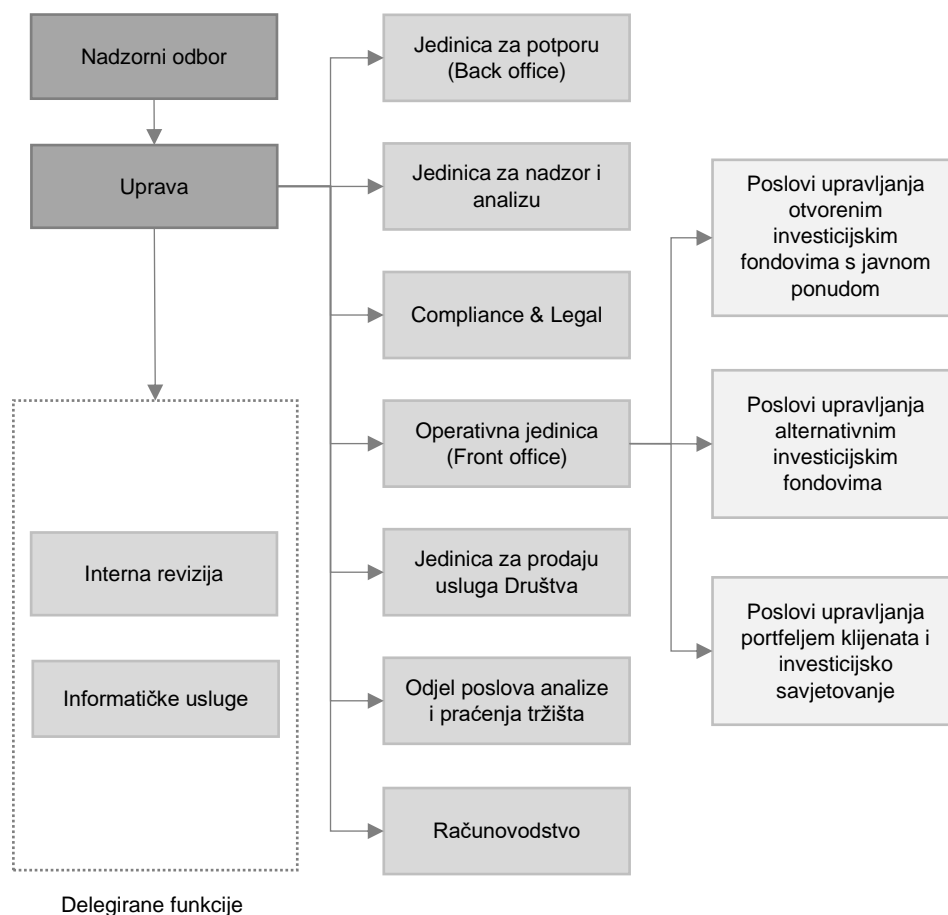 Nadzorni odbor
Uprava
Jedinica za potporu
(Back office)
Jedinica za nadzor i
analizu
Compliance & Legal
Operativna jedinica
(Front office)
Jedinica za prodaju
usluga Društva
Odjel poslova analize
i praćenja tržišta
Računovodstvo
Poslovi upravljanja
otvorenim
investicijskim
fondovima s javnom
ponudom
Poslovi upravljanja
alternativnim
investicijskim
fondovima
Poslovi upravljanja
portfeljem klijenata i
investicijsko
savjetovanje
Interna revizija
Informatičke usluge
Delegirane funkcije